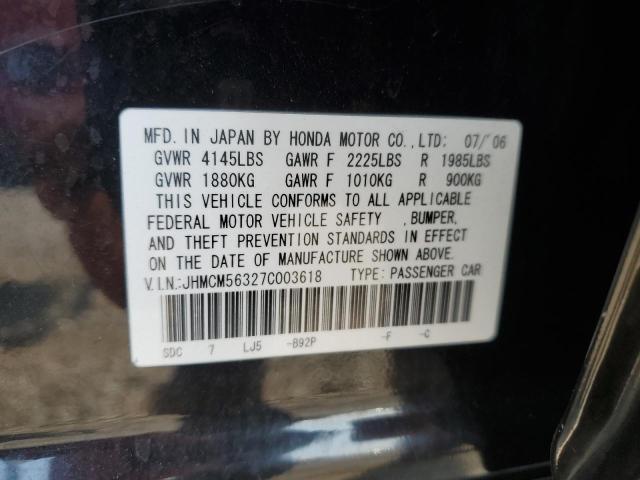 MFD. IN JAPAN BY HONDA MOTOR CO., LTD: 07/'06
GVWR 4145LBS GAWR F 2225LBS R 1985LBS
GVWR 1880KG GAWR F 1010KG R 900KG
THIS VEHICLE CONFORMS TO ALL APPLICABLE
FEDERAL MOTOR VEHICLE SAFETY , BUMPER,
AND THEFT PREVENTION STANDARDS IN EFFECT
ON THE DATE OF MANUFACTURE SHOWN ABOVE.
V.I.N: JHMCM56327C003618 TYPE: PASSENGER CAR
SDC 7 LJ5 -B92P -F -C